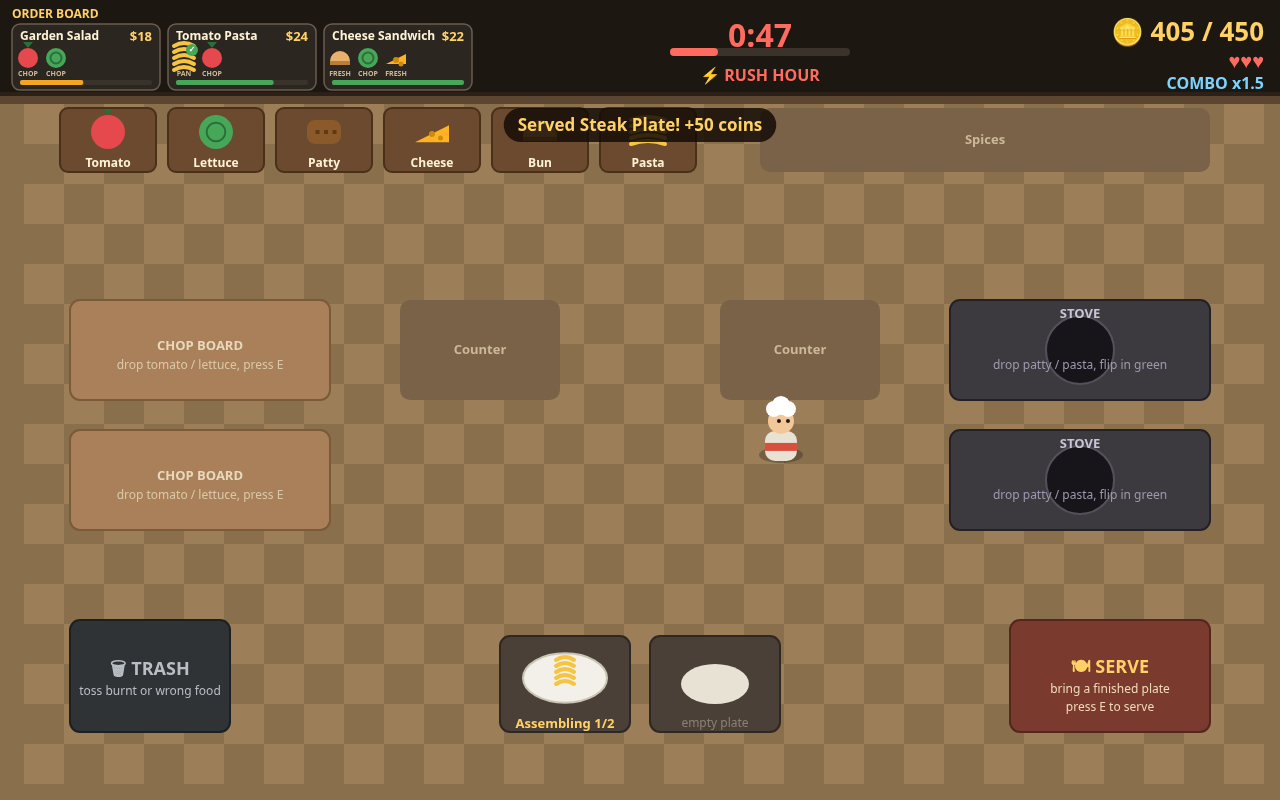 ORDER BOARD
Garden Salad $18
CHOP CHOP
Tomato Pasta $24
PAN CHOP
Cheese Sandwich $22
FRESH CHOP FRESH
0:47
⚡ RUSH HOUR
405 / 450
♥♥♥
COMBO x1.5
Served Steak Plate! +50 coins
Tomato
Lettuce
Patty
Cheese
Bun
Pasta
Spices
CHOP BOARD
drop tomato / lettuce, press E
Counter
Counter
STOVE
drop patty / pasta, flip in green
CHOP BOARD
drop tomato / lettuce, press E
STOVE
drop patty / pasta, flip in green
TRASH
toss burnt or wrong food
Assembling 1/2
empty plate
SERVE
bring a finished plate
press E to serve